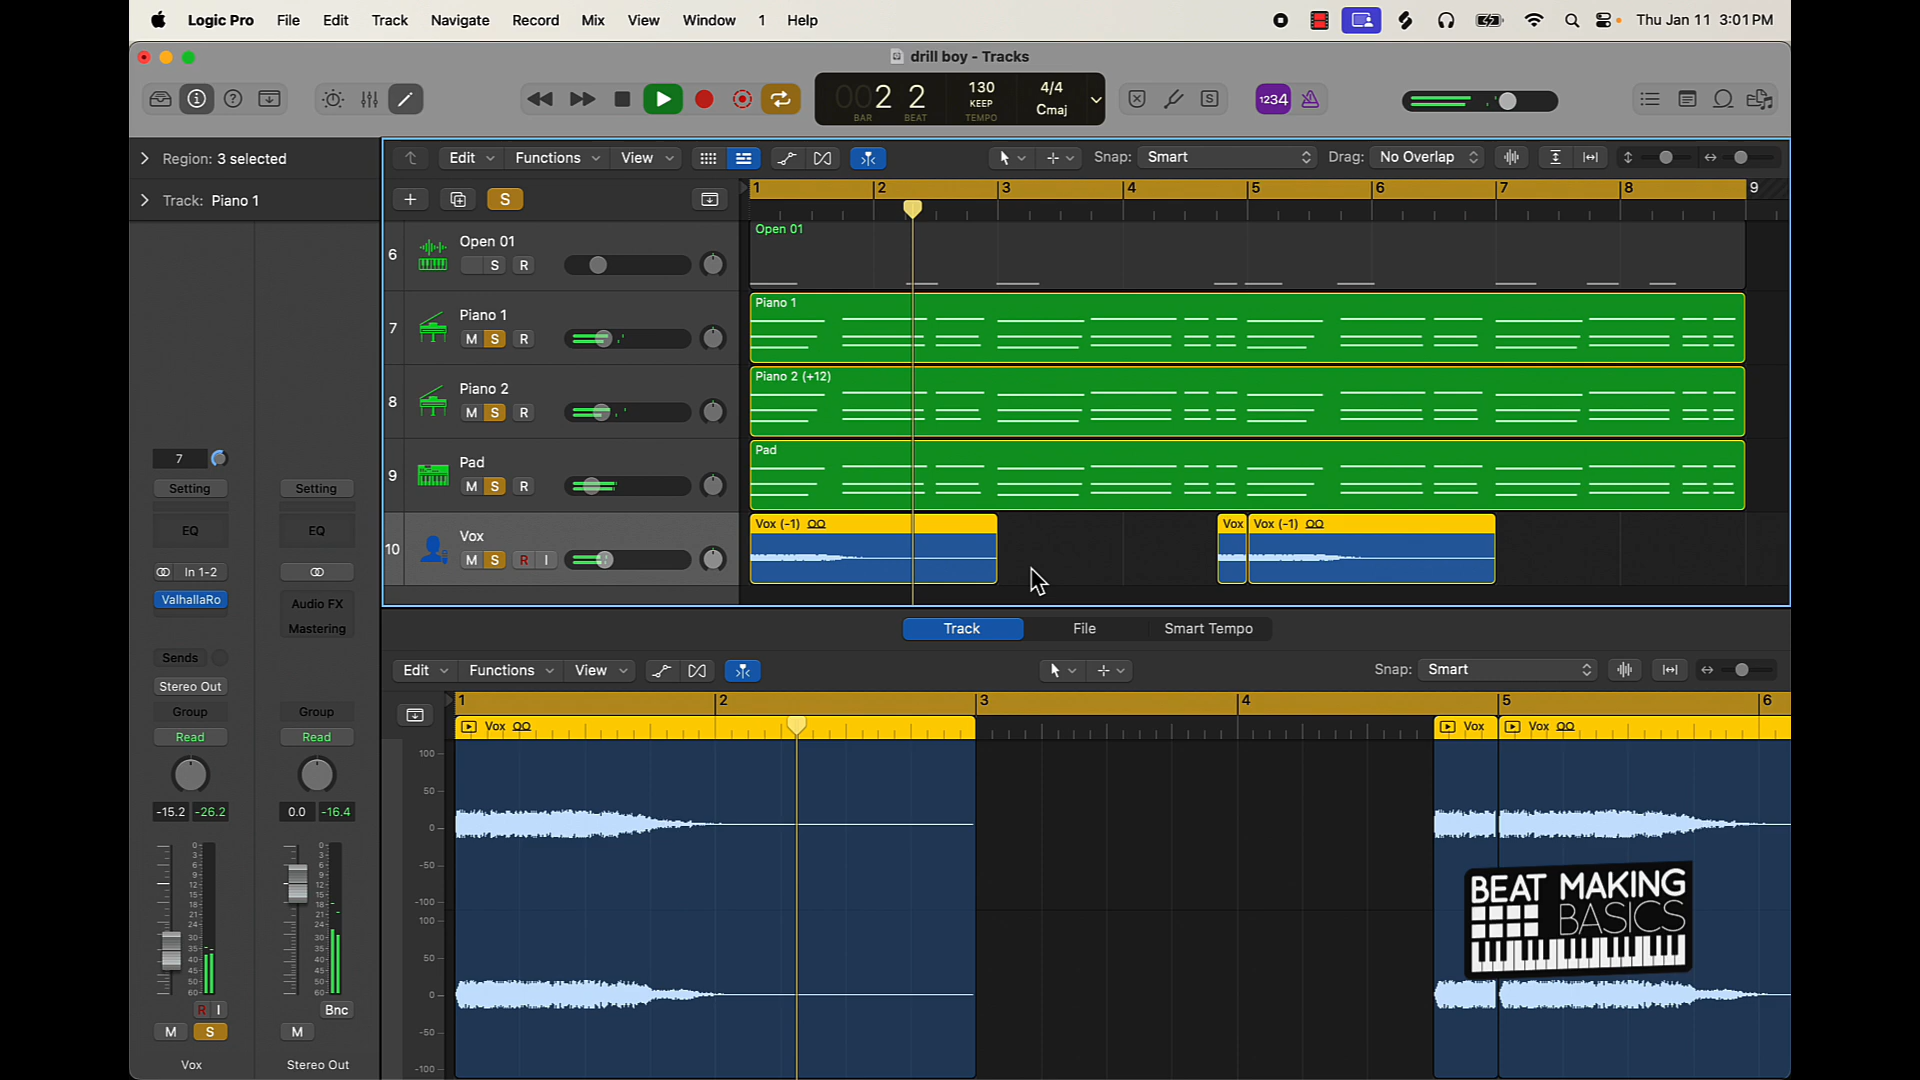 Logic Pro File Edit Track Navigate Record Mix View Window 1 Help Thu Jan 11 3:01 PM
drill boy - Tracks
002 2 130 4/4
KEEP Cmaj
BAR BEAT TEMPO
1234
Region: 3 selected
Edit Functions View Snap: Smart Drag: No Overlap
Track: Piano 1
S
1 2 3 4 5 6 7 8 9
6 Open 01
S R
Open 01
7 Piano 1
M S R
Piano 1
8 Piano 2
M S R
Piano 2 (+12)
9 Pad
M S R
Pad
10 Vox
M S R I
Vox (-1) Vox Vox (-1)
7
Setting Setting
EQ EQ
In 1-2
ValhallaRo
Audio FX
Mastering
Sends
Stereo Out
Group Group
Read Read
-15.2 -26.2 0.0 -16.4
R I Bnc
M S M
Vox Stereo Out
Track File Smart Tempo
Edit Functions View Snap: Smart
1 2 3 4 5 6
Vox Vox Vox
100
50
0
-50
-100
100
50
0
-50
-100
BEAT MAKING
BASICS